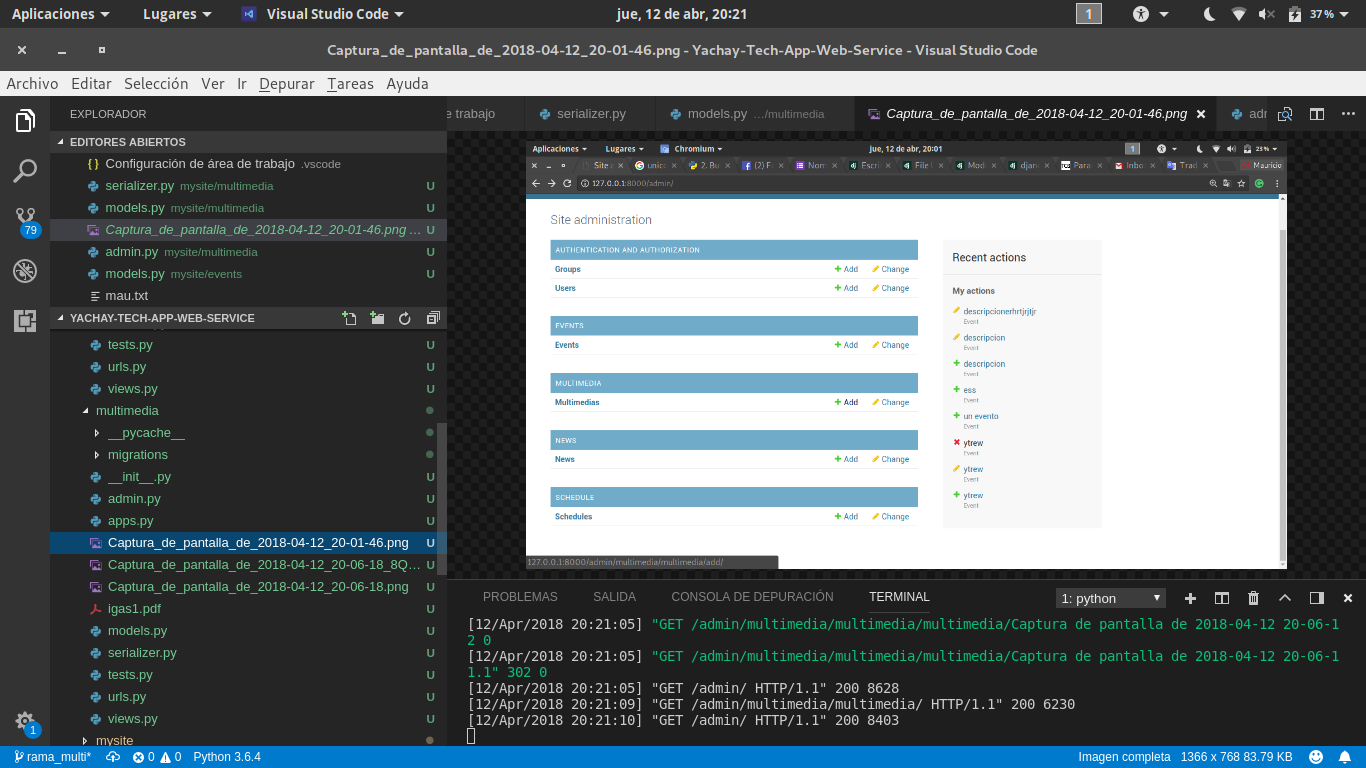 Aplicaciones Lugares Visual Studio Code jue, 12 de abr, 20:21 1 37 %
Captura_de_pantalla_de_2018-04-12_20-01-46.png - Yachay-Tech-App-Web-Service - Visual Studio Code
Archivo Editar Selección Ver Ir Depurar Tareas Ayuda
EXPLORADOR
EDITORES ABIERTOS
{ } Configuración de área de trabajo .vscode
serializer.py mysite/multimedia U
models.py mysite/multimedia U
Captura_de_pantalla_de_2018-04-12_20-01-46.png ... U
admin.py mysite/multimedia U
models.py mysite/events U
mau.txt
YACHAY-TECH-APP-WEB-SERVICE
tests.py U
urls.py U
views.py U
multimedia
__pycache__
migrations
__init__.py U
admin.py U
apps.py U
Captura_de_pantalla_de_2018-04-12_20-01-46.png U
Captura_de_pantalla_de_2018-04-12_20-06-18_8Q... U
Captura_de_pantalla_de_2018-04-12_20-06-18.png U
igas1.pdf U
models.py U
serializer.py U
tests.py U
urls.py U
views.py U
mysite
79
1
e trabajo serializer.py models.py .../multimedia Captura_de_pantalla_de_2018-04-12_20-01-46.png adr
Aplicaciones Lugares Chromium jue, 12 de abr, 20:01 1 23 %
Site a unico 2. Bu (2) F Nom Escri File Mod djan Para Inbo Trad Mauricio
127.0.0.1:8000/admin/
Site administration
AUTHENTICATION AND AUTHORIZATION
Groups Add Change
Users Add Change
EVENTS
Events Add Change
MULTIMEDIA
Multimedias Add Change
NEWS
News Add Change
SCHEDULE
Schedules Add Change
Recent actions
My actions
descripcionerhrtjrjtjr
Event
descripcion
Event
descripcion
Event
ess
Event
un evento
Event
ytrew
Event
ytrew
Event
ytrew
Event
127.0.0.1:8000/admin/multimedia/multimedia/add/
PROBLEMAS SALIDA CONSOLA DE DEPURACIÓN TERMINAL 1: python
[12/Apr/2018 20:21:05] "GET /admin/multimedia/multimedia/multimedia/Captura de pantalla de 2018-04-12 20-06-1
2 0
[12/Apr/2018 20:21:05] "GET /admin/multimedia/multimedia/multimedia/Captura de pantalla de 2018-04-12 20-06-1
1.1" 302 0
[12/Apr/2018 20:21:05] "GET /admin/ HTTP/1.1" 200 8628
[12/Apr/2018 20:21:09] "GET /admin/multimedia/multimedia/ HTTP/1.1" 200 6230
[12/Apr/2018 20:21:10] "GET /admin/ HTTP/1.1" 200 8403
rama_multi* 0 0 Python 3.6.4 Imagen completa 1366 x 768 83.79 KB